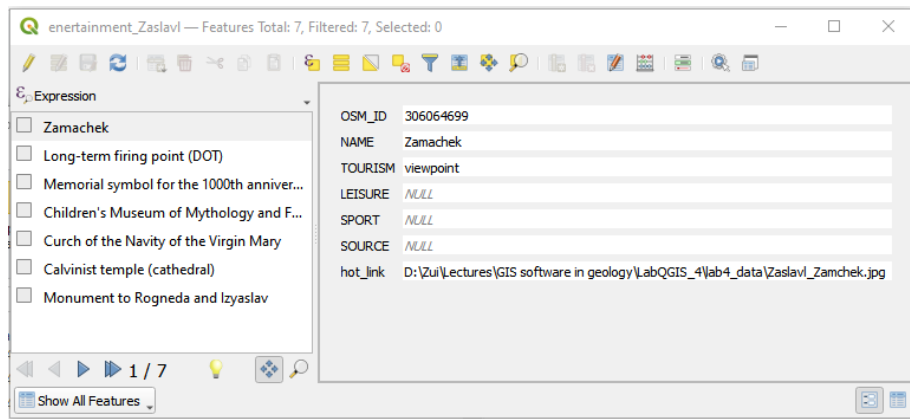 enertainment_Zaslavl — Features Total: 7, Filtered: 7, Selected: 0
Expression
Zamachek
Long-term firing point (DOT)
Memorial symbol for the 1000th anniver...
Children's Museum of Mythology and F...
Curch of the Navity of the Virgin Mary
Calvinist temple (cathedral)
Monument to Rogneda and Izyaslav
1 / 7
Show All Features
OSM_ID 306064699
NAME Zamachek
TOURISM viewpoint
LEISURE NULL
SPORT NULL
SOURCE NULL
hot_link D:\Zui\Lectures\GIS software in geology\LabQGIS_4\lab4_data\Zaslavl_Zamchek.jpg